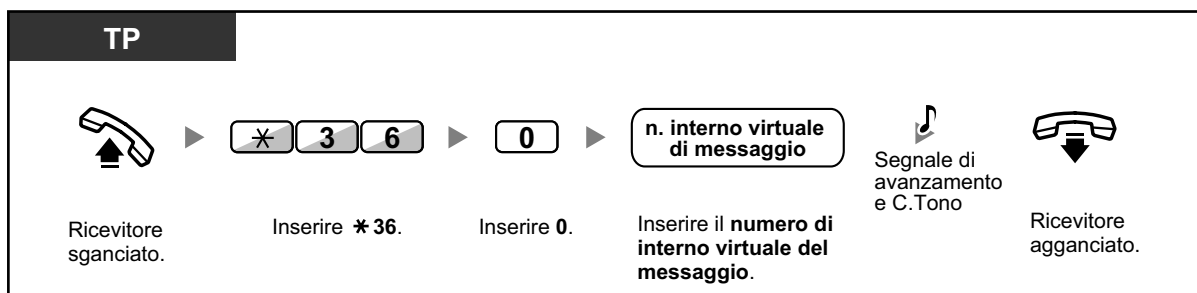 TP
* 3 6
0
n. interno virtuale
di messaggio
Segnale di
avanzamento
e C.Tono
Ricevitore
sganciato.
Inserire * 36.
Inserire 0.
Inserire il numero di
interno virtuale del
messaggio.
Ricevitore
agganciato.